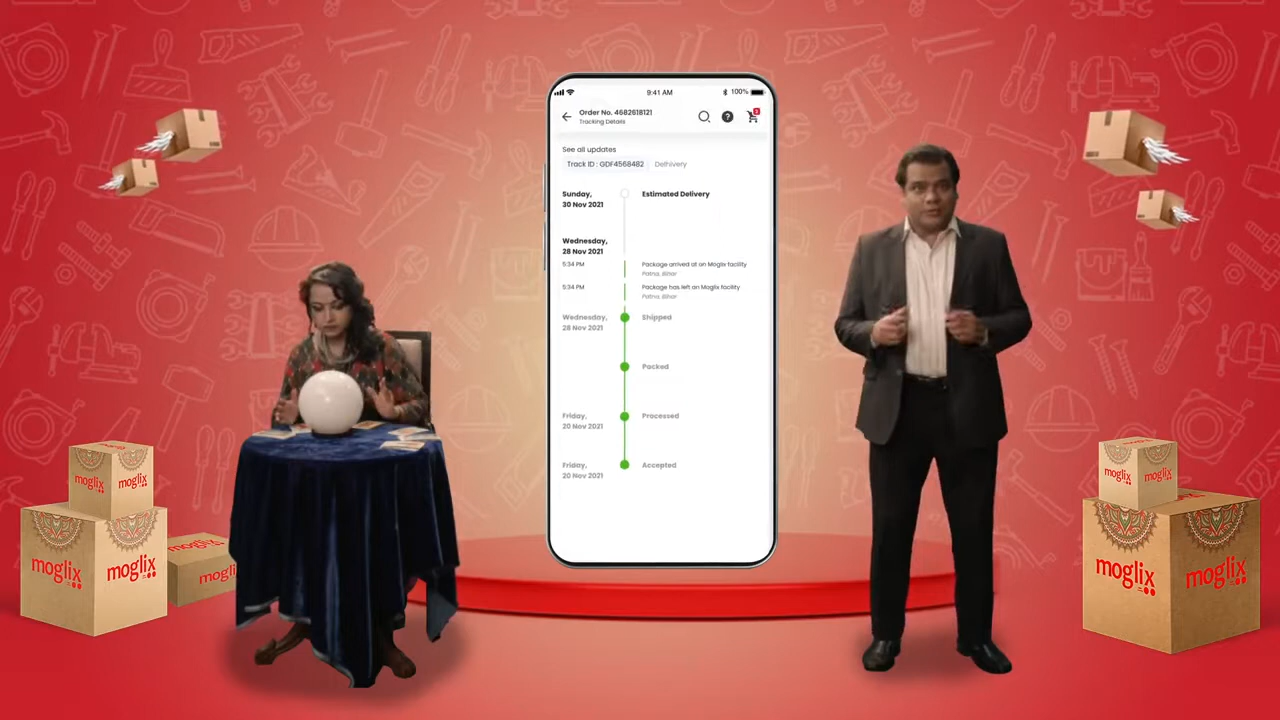 9:41 AM
100%
Order No. 4682618121
Tracking Details
?
See all updates
Track ID : GDF4568482
Delhivery
Sunday,
30 Nov 2021
Estimated Delivery
Wednesday,
28 Nov 2021
5:34 PM
Package arrived at an Moglix facility
Patna, Bihar
5:34 PM
Package has left an Moglix facility
Patna, Bihar
Wednesday,
28 Nov 2021
Shipped
Packed
Friday,
20 Nov 2021
Processed
Friday,
20 Nov 2021
Accepted
moglix
moglix
moglix
moglix
moglix
moglix
moglix
moglix
moglix